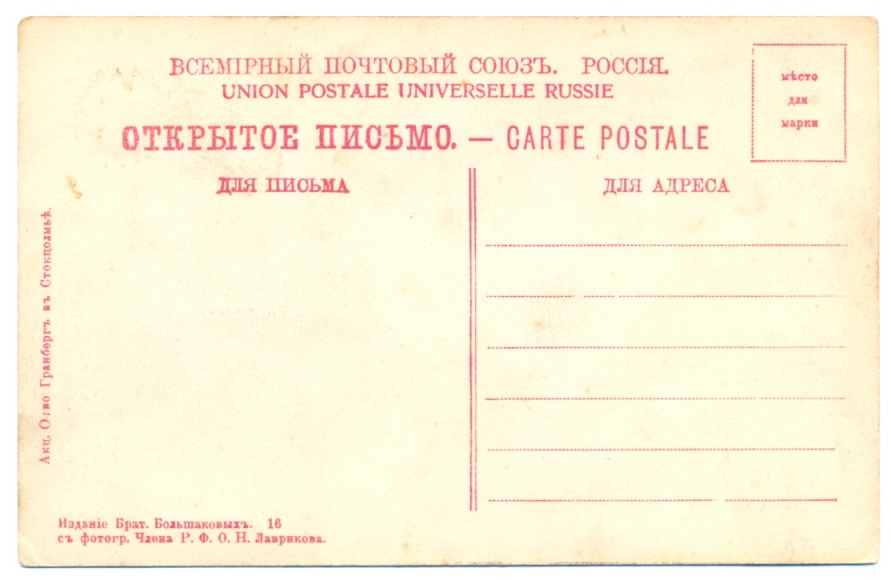 ВСЕМІРНЫЙ ПОЧТОВЫЙ СОЮЗЪ. РОССІЯ.
UNION POSTALE UNIVERSELLE RUSSIE
ОТКРЫТОЕ ПИСЬМО. — CARTE POSTALE
мѣсто
для
марки
ДЛЯ ПИСЬМА
ДЛЯ АДРЕСА
Акц. О-во Гранбергъ въ Стокголмѣ.
Изданіе Брат. Большаковыхъ. 16
съ фотогр. Члена Р. Ф. О. Н. Лаврикова.